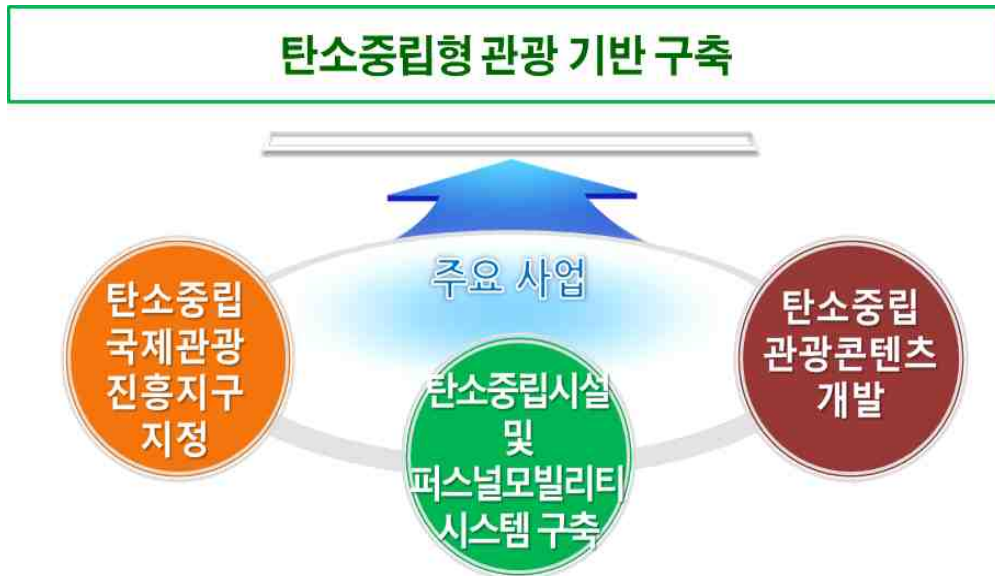 탄소중립형 관광 기반 구축
주요 사업
탄소중립
국제관광
진흥지구
지정
탄소중립시설
및
퍼스널모빌리티
시스템 구축
탄소중립
관광콘텐츠
개발